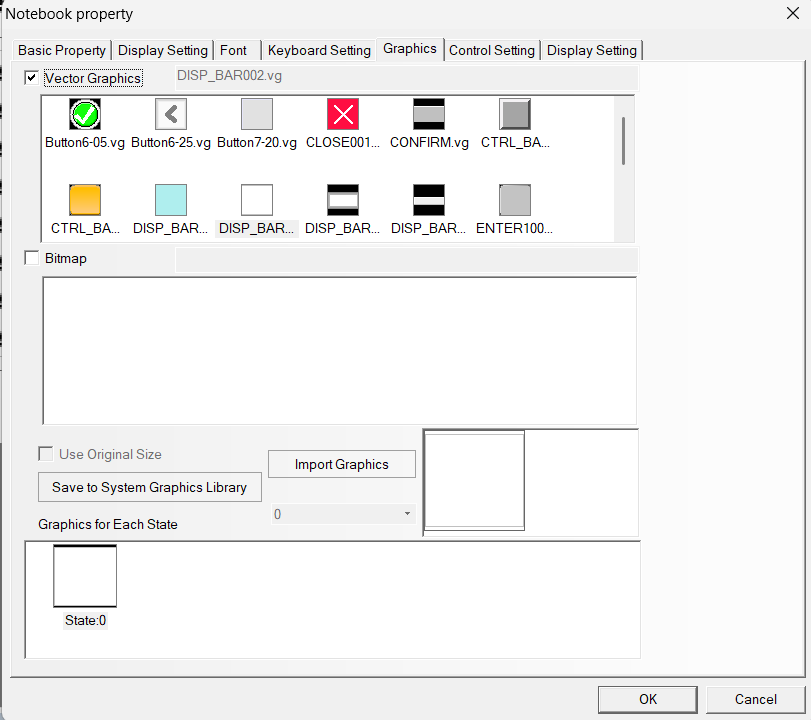 Notebook property
Basic Property Display Setting Font Keyboard Setting Graphics Control Setting Display Setting
Vector Graphics DISP_BAR002.vg
Button6-05.vg Button6-25.vg Button7-20.vg CLOSE001... CONFIRM.vg CTRL_BA...
CTRL_BA... DISP_BAR... DISP_BAR... DISP_BAR... DISP_BAR... ENTER100...
Bitmap
Use Original Size
Import Graphics
Save to System Graphics Library
0
Graphics for Each State
State:0
OK Cancel